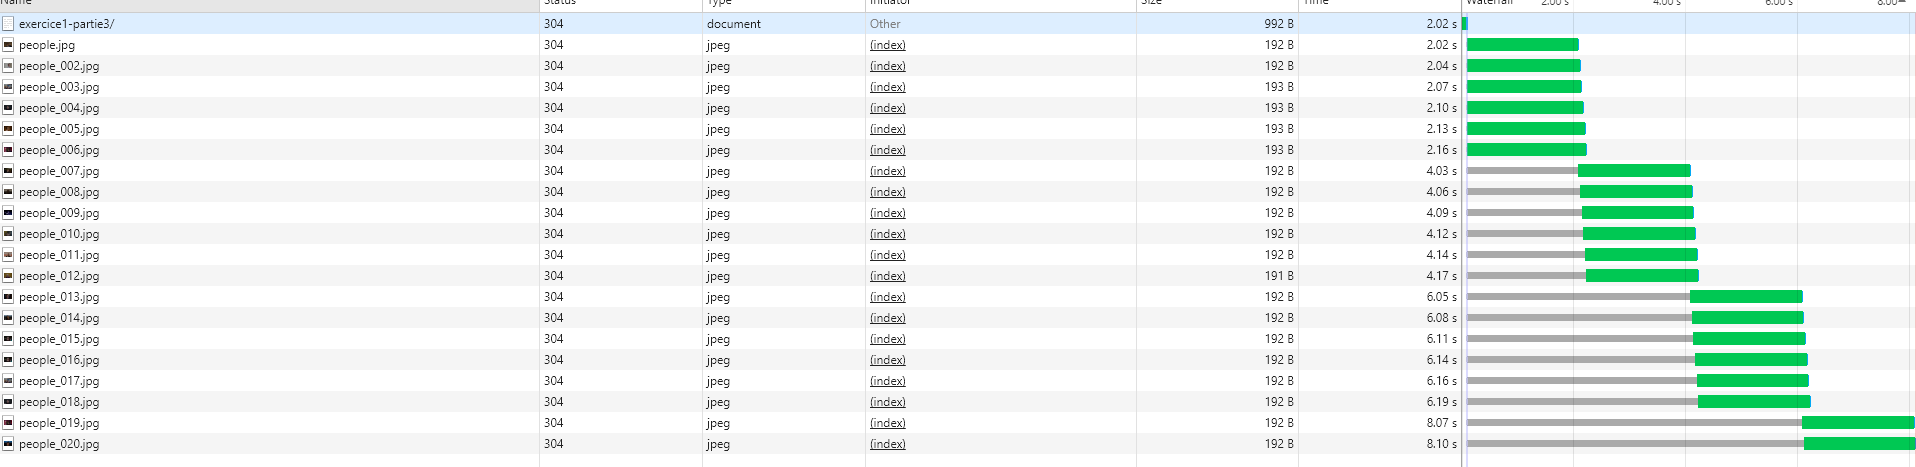 Name Status Type Initiator Size Time Waterfall 2.00 s 4.00 s 6.00 s 8.00
exercice1-partie3/ 304 document Other 992 B 2.02 s
people.jpg 304 jpeg (index) 192 B 2.02 s
people_002.jpg 304 jpeg (index) 192 B 2.04 s
people_003.jpg 304 jpeg (index) 193 B 2.07 s
people_004.jpg 304 jpeg (index) 193 B 2.10 s
people_005.jpg 304 jpeg (index) 193 B 2.13 s
people_006.jpg 304 jpeg (index) 193 B 2.16 s
people_007.jpg 304 jpeg (index) 192 B 4.03 s
people_008.jpg 304 jpeg (index) 192 B 4.06 s
people_009.jpg 304 jpeg (index) 192 B 4.09 s
people_010.jpg 304 jpeg (index) 192 B 4.12 s
people_011.jpg 304 jpeg (index) 192 B 4.14 s
people_012.jpg 304 jpeg (index) 191 B 4.17 s
people_013.jpg 304 jpeg (index) 192 B 6.05 s
people_014.jpg 304 jpeg (index) 192 B 6.08 s
people_015.jpg 304 jpeg (index) 192 B 6.11 s
people_016.jpg 304 jpeg (index) 192 B 6.14 s
people_017.jpg 304 jpeg (index) 192 B 6.16 s
people_018.jpg 304 jpeg (index) 192 B 6.19 s
people_019.jpg 304 jpeg (index) 192 B 8.07 s
people_020.jpg 304 jpeg (index) 192 B 8.10 s